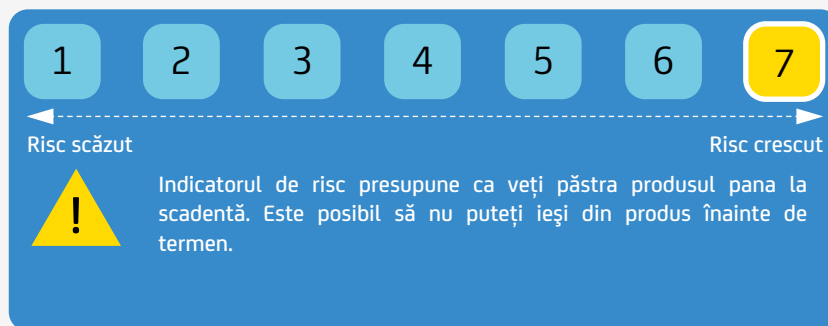 1 2 3 4 5 6 7
Risc scăzut Risc crescut
!
Indicatorul de risc presupune ca veți păstra produsul pana la
scadentă. Este posibil să nu puteți ieşi din produs înainte de
termen.